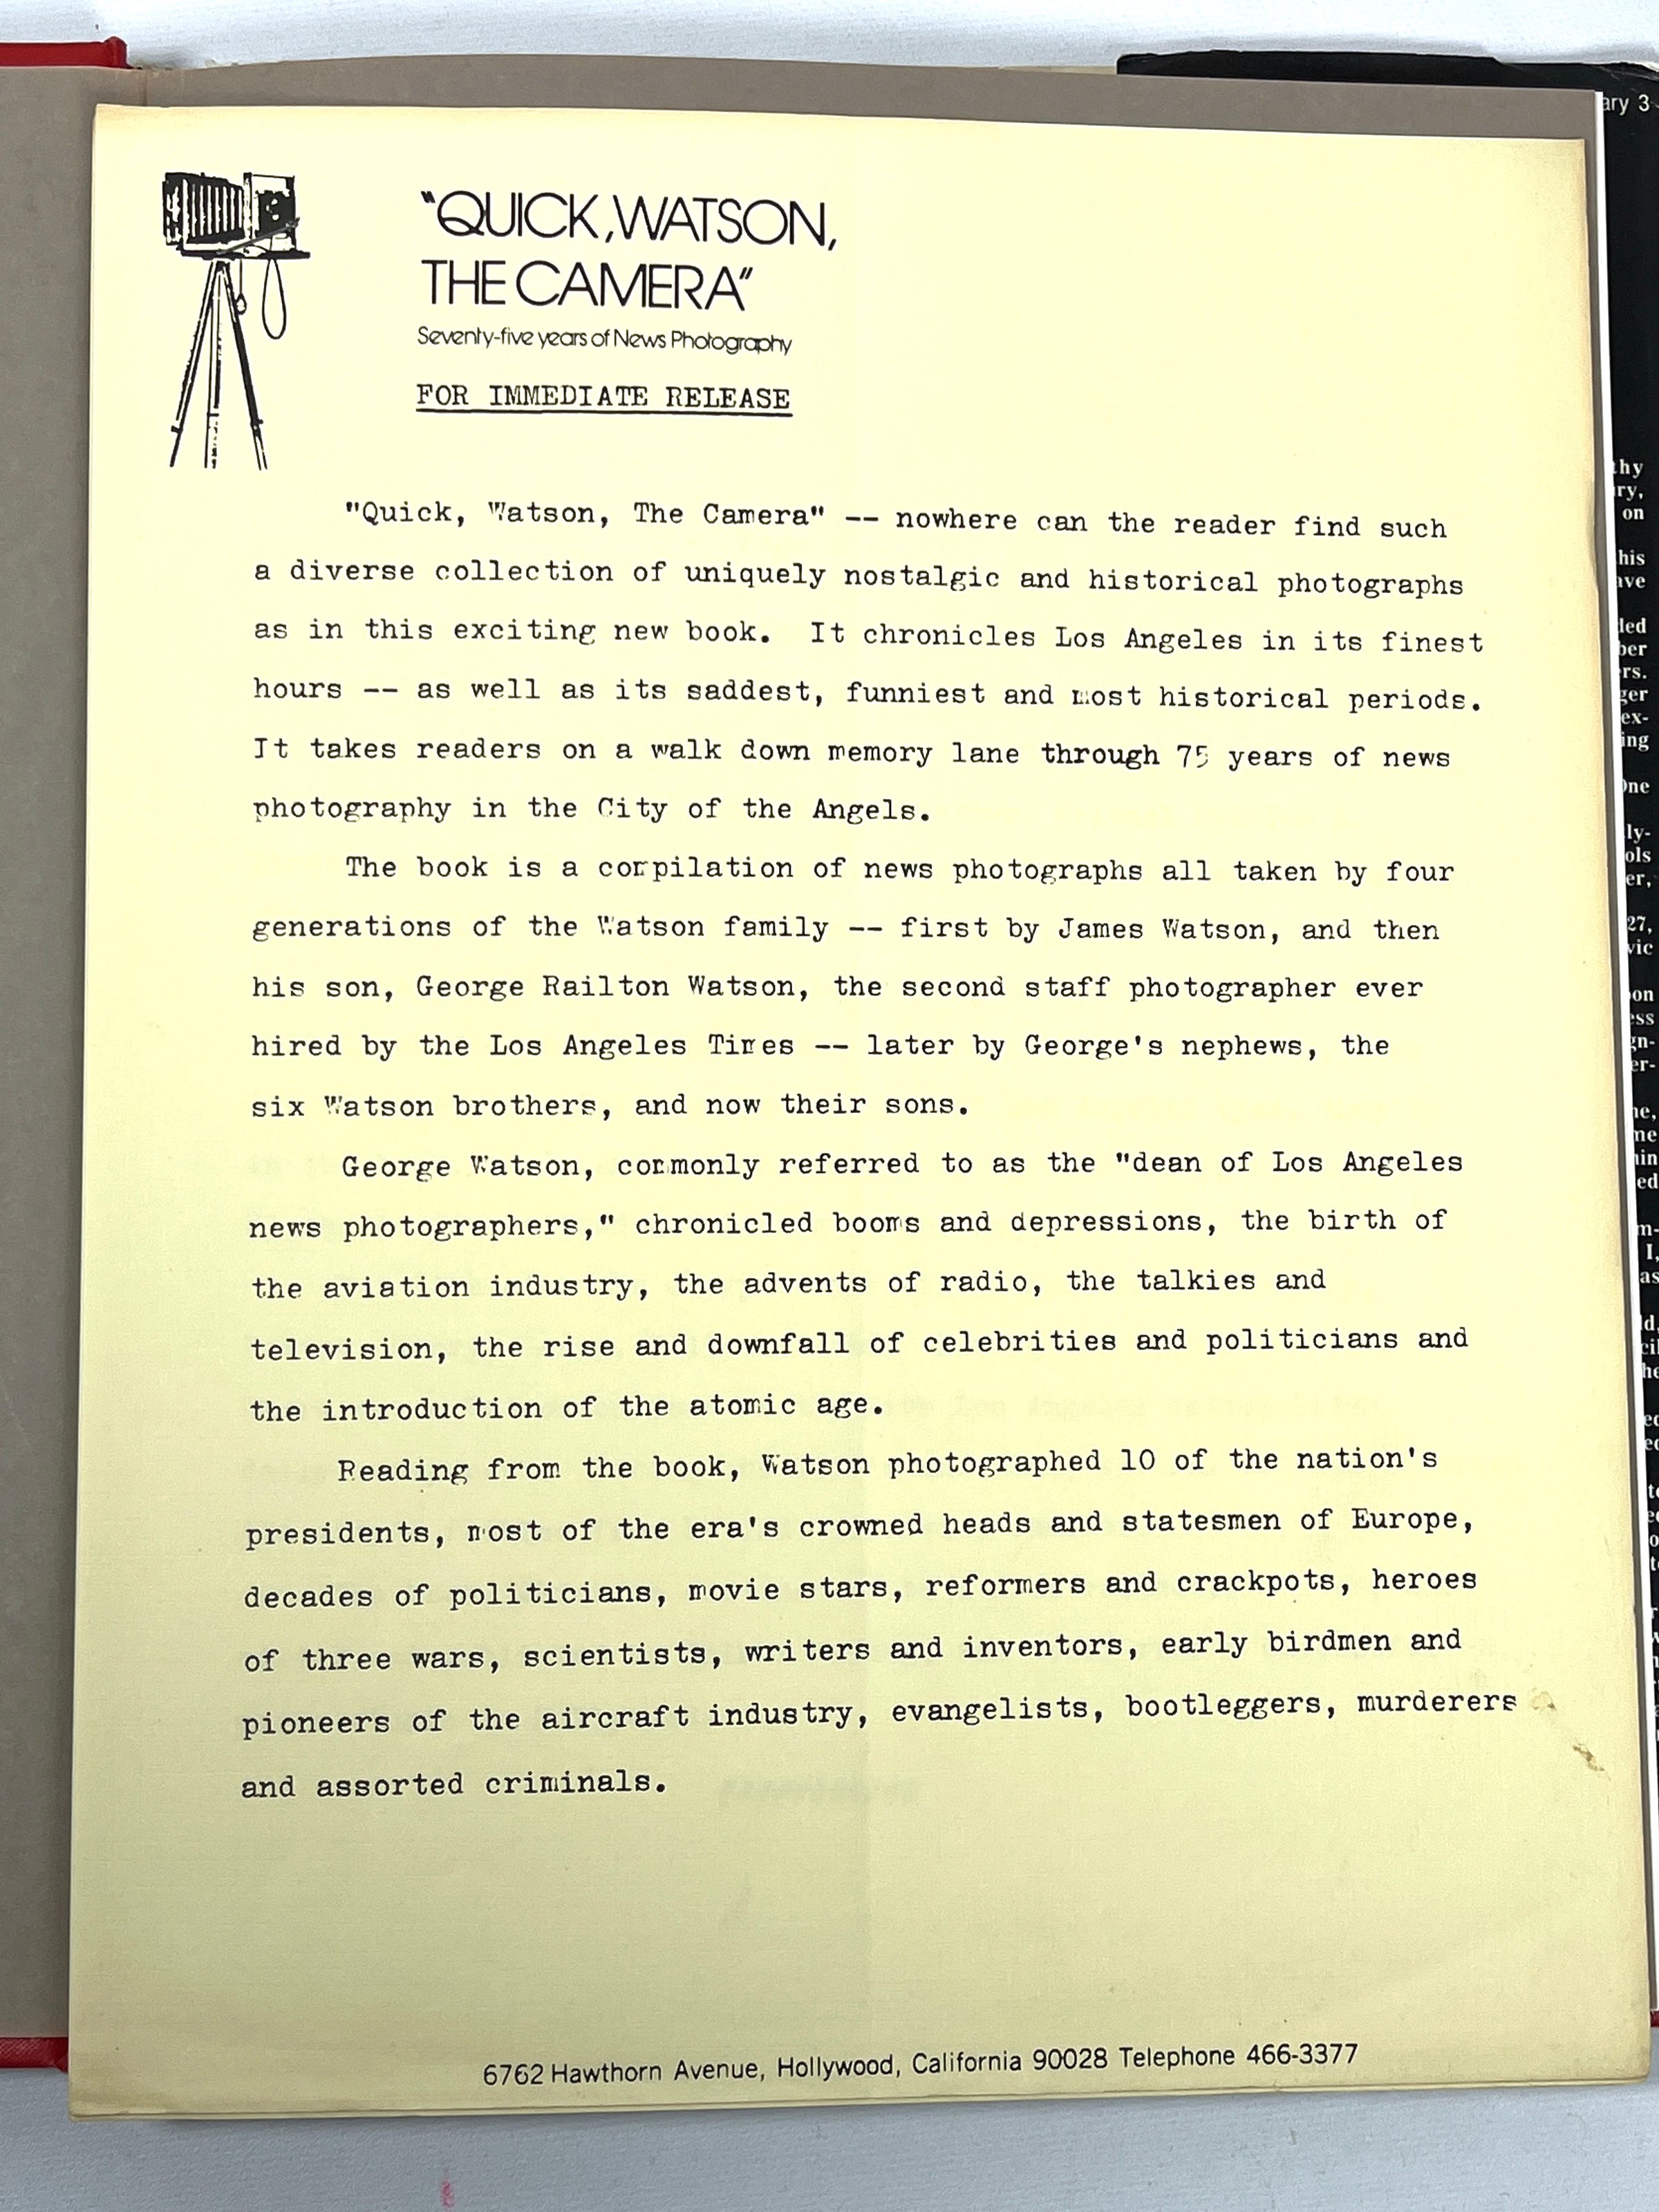 "QUICK, WATSON,
THE CAMERA"
Seventy-five years of News Photography
FOR IMMEDIATE RELEASE
"Quick, Watson, The Camera" -- nowhere can the reader find such
a diverse collection of uniquely nostalgic and historical photographs
as in this exciting new book. It chronicles Los Angeles in its finest
hours -- as well as its saddest, funniest and most historical periods.
It takes readers on a walk down memory lane through 75 years of news
photography in the City of the Angels.
The book is a compilation of news photographs all taken by four
generations of the Watson family -- first by James Watson, and then
his son, George Railton Watson, the second staff photographer ever
hired by the Los Angeles Times -- later by George's nephews, the
six Watson brothers, and now their sons.
George Watson, commonly referred to as the "dean of Los Angeles
news photographers," chronicled booms and depressions, the birth of
the aviation industry, the advents of radio, the talkies and
television, the rise and downfall of celebrities and politicians and
the introduction of the atomic age.
Reading from the book, Watson photographed 10 of the nation's
presidents, most of the era's crowned heads and statesmen of Europe,
decades of politicians, movie stars, reformers and crackpots, heroes
of three wars, scientists, writers and inventors, early birdmen and
pioneers of the aircraft industry, evangelists, bootleggers, murderers
and assorted criminals.
6762 Hawthorn Avenue, Hollywood, California 90028 Telephone 466-3377